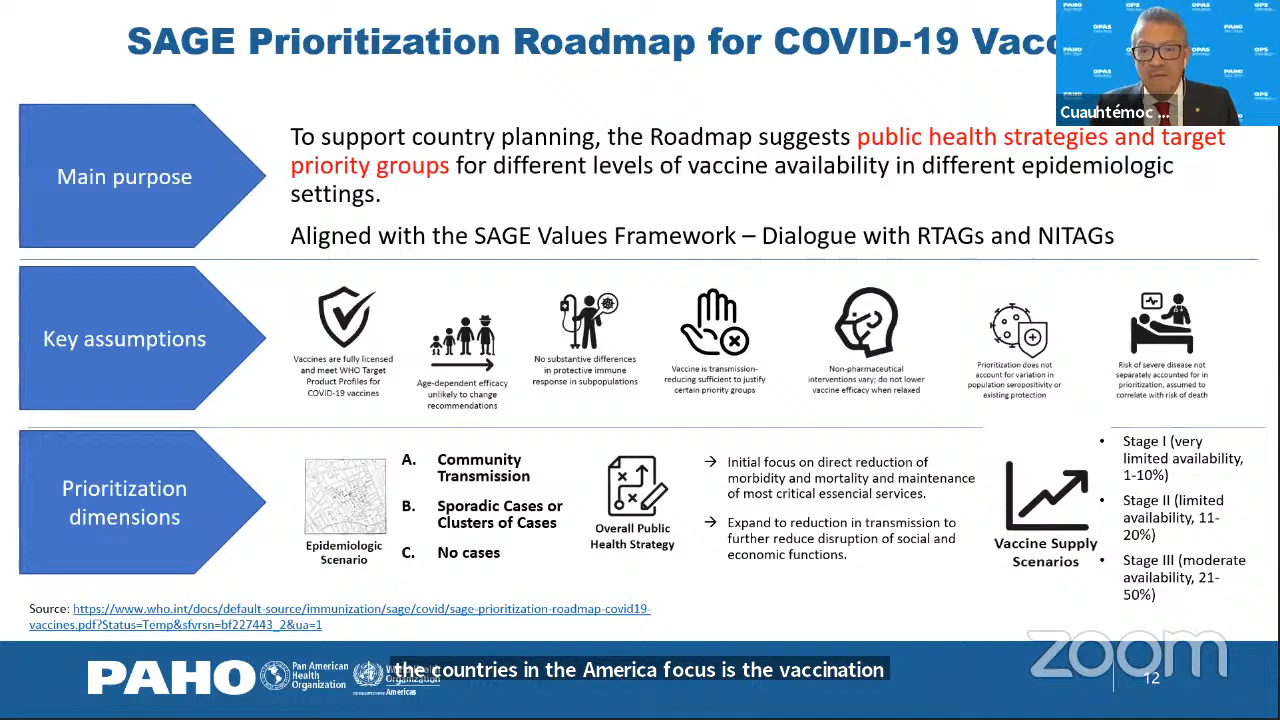 SAGE Prioritization Roadmap for COVID-19
OPAS
OPS
OPAS
OPAS
PAHO
OPAS
PAHO
OPS
Cuauhtémoc ...
Main purpose
To support country planning, the Roadmap suggests public health strategies and target
priority groups for different levels of vaccine availability in different epidemiologic
settings.
Aligned with the SAGE Values Framework – Dialogue with RTAGs and NITAGs
Key assumptions
Vaccines are fully licensed
and meet WHO Target
Product Profiles for
COVID-19 vaccines
Age-dependent efficacy
unlikely to change
recommendations
No substantive differences
in protective immune
response in subpopulations
Vaccine is transmission-
reducing sufficient to justify
certain priority groups
Non-pharmaceutical
interventions vary; do not lower
vaccine efficacy when relaxed
Prioritization does not
account for variation in
population seropositivity or
existing protection
Risk of severe disease not
separately accounted for in
prioritization, assumed to
correlate with risk of death
Prioritization
dimensions
Epidemiologic
Scenario
A. Community
Transmission
B. Sporadic Cases or
Clusters of Cases
C. No cases
Overall Public
Health Strategy
→ Initial focus on direct reduction of
morbidity and mortality and maintenance
of most critical essencial services.
→ Expand to reduction in transmission to
further reduce disruption of social and
economic functions.
Vaccine Supply
Scenarios
• Stage I (very
limited availability,
1-10%)
• Stage II (limited
availability, 11-
20%)
• Stage III (moderate
availability, 21-
50%)
Source: https://www.who.int/docs/default-source/immunization/sage/covid/sage-prioritization-roadmap-covid19-
vaccines.pdf?Status=Temp&sfvrsn=bf227443_2&ua=1
zoom
PAHO
Pan American
Health
Organization
Organization
Americas
the countries in the America focus is the vaccination
12